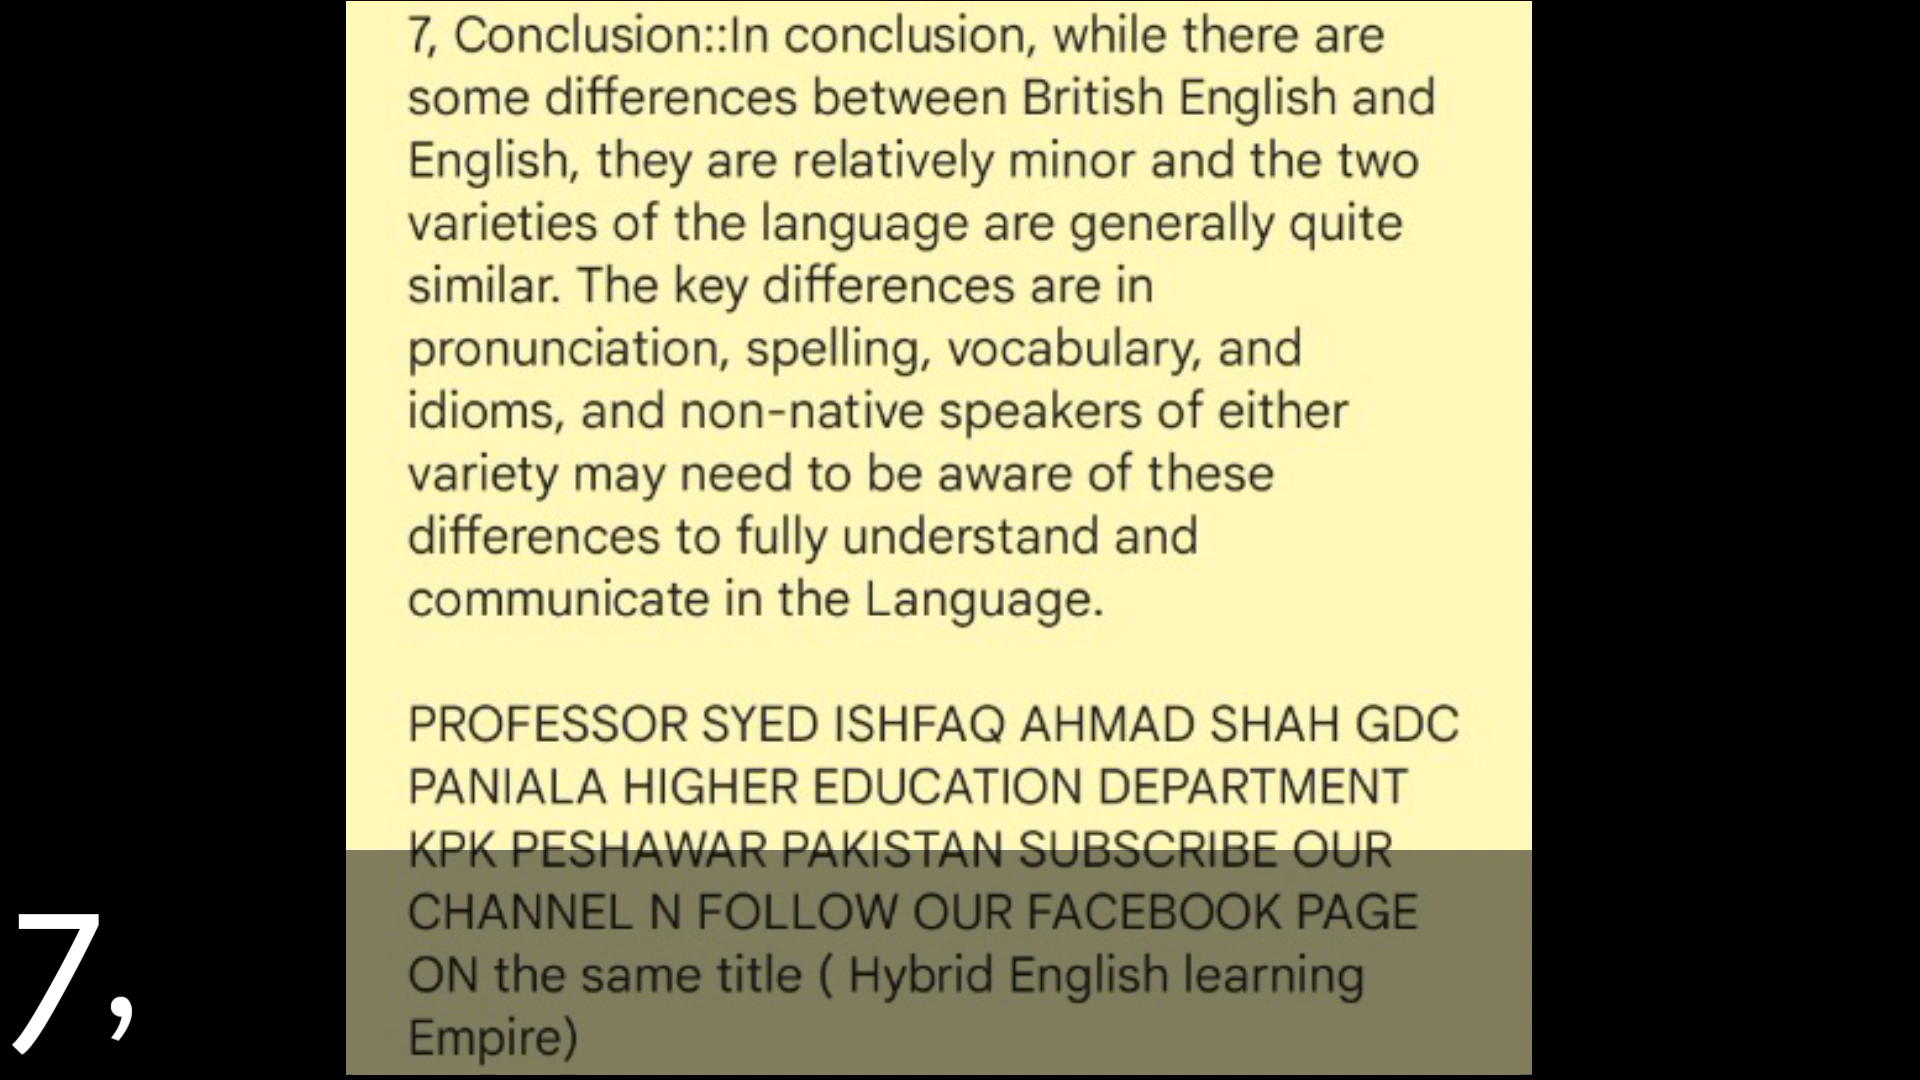 7, Conclusion::In conclusion, while there are
some differences between British English and
English, they are relatively minor and the two
varieties of the language are generally quite
similar. The key differences are in
pronunciation, spelling, vocabulary, and
idioms, and non-native speakers of either
variety may need to be aware of these
differences to fully understand and
communicate in the Language.
PROFESSOR SYED ISHFAQ AHMAD SHAH GDC
PANIALA HIGHER EDUCATION DEPARTMENT
KPK PESHAWAR PAKISTAN SUBSCRIBE OUR
CHANNEL N FOLLOW OUR FACEBOOK PAGE
ON the same title ( Hybrid English learning
Empire)
7,